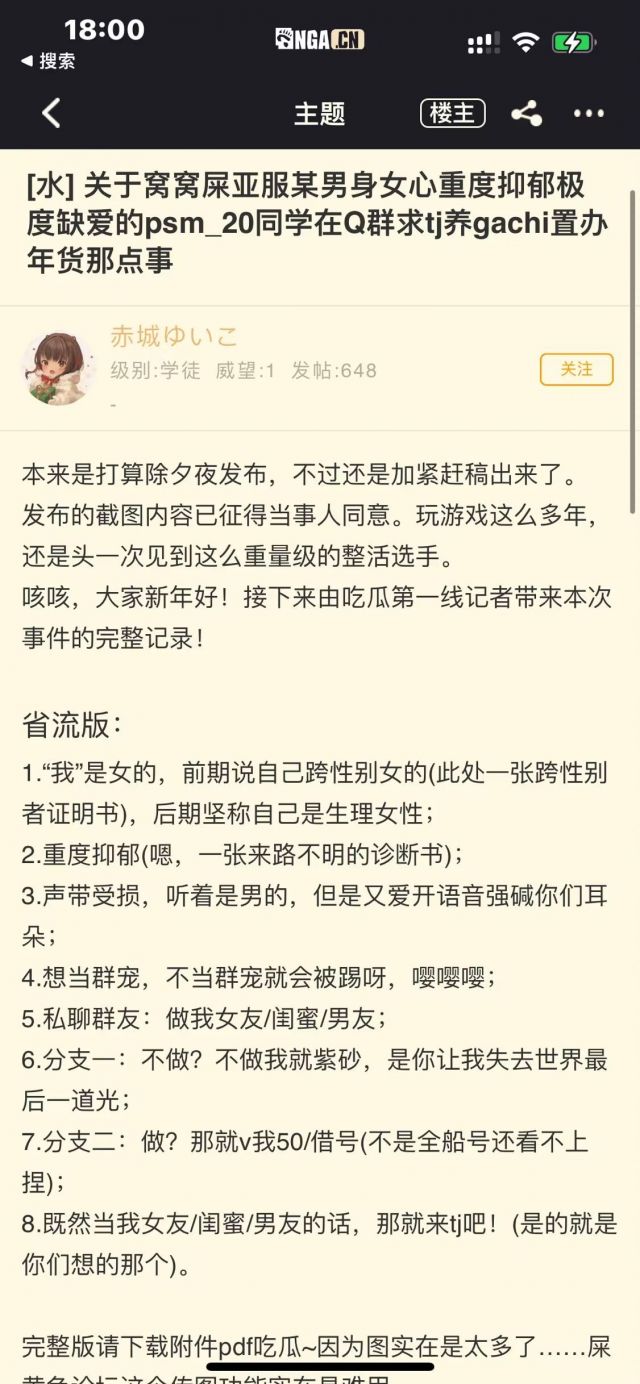 18:00
NGA.CN
◀ 搜索
主题
楼主
[水] 关于窝窝屎亚服某男身女心重度抑郁极
度缺爱的psm_20同学在Q群求tj养gachi置办
年货那点事
赤城ゆいこ
级别:学徒 威望:1 发帖:648
关注
-
本来是打算除夕夜发布，不过还是加紧赶稿出来了。
发布的截图内容已征得当事人同意。玩游戏这么多年，
还是头一次见到这么重量级的整活选手。
咳咳，大家新年好！接下来由吃瓜第一线记者带来本次
事件的完整记录！
省流版：
1.“我”是女的，前期说自己跨性别女的(此处一张跨性别
者证明书)，后期坚称自己是生理女性；
2.重度抑郁(嗯，一张来路不明的诊断书)；
3.声带受损，听着是男的，但是又爱开语音强碱你们耳
朵；
4.想当群宠，不当群宠就会被踢呀，嘤嘤嘤；
5.私聊群友：做我女友/闺蜜/男友；
6.分支一：不做？不做我就紫砂，是你让我失去世界最
后一道光；
7.分支二：做？那就v我50/借号(不是全船号还看不上
捏)；
8.既然当我女友/闺蜜/男友的话，那就来tj吧！(是的就是
你们想的那个)。
完整版请下载附件pdf吃瓜~因为图实在是太多了……屎